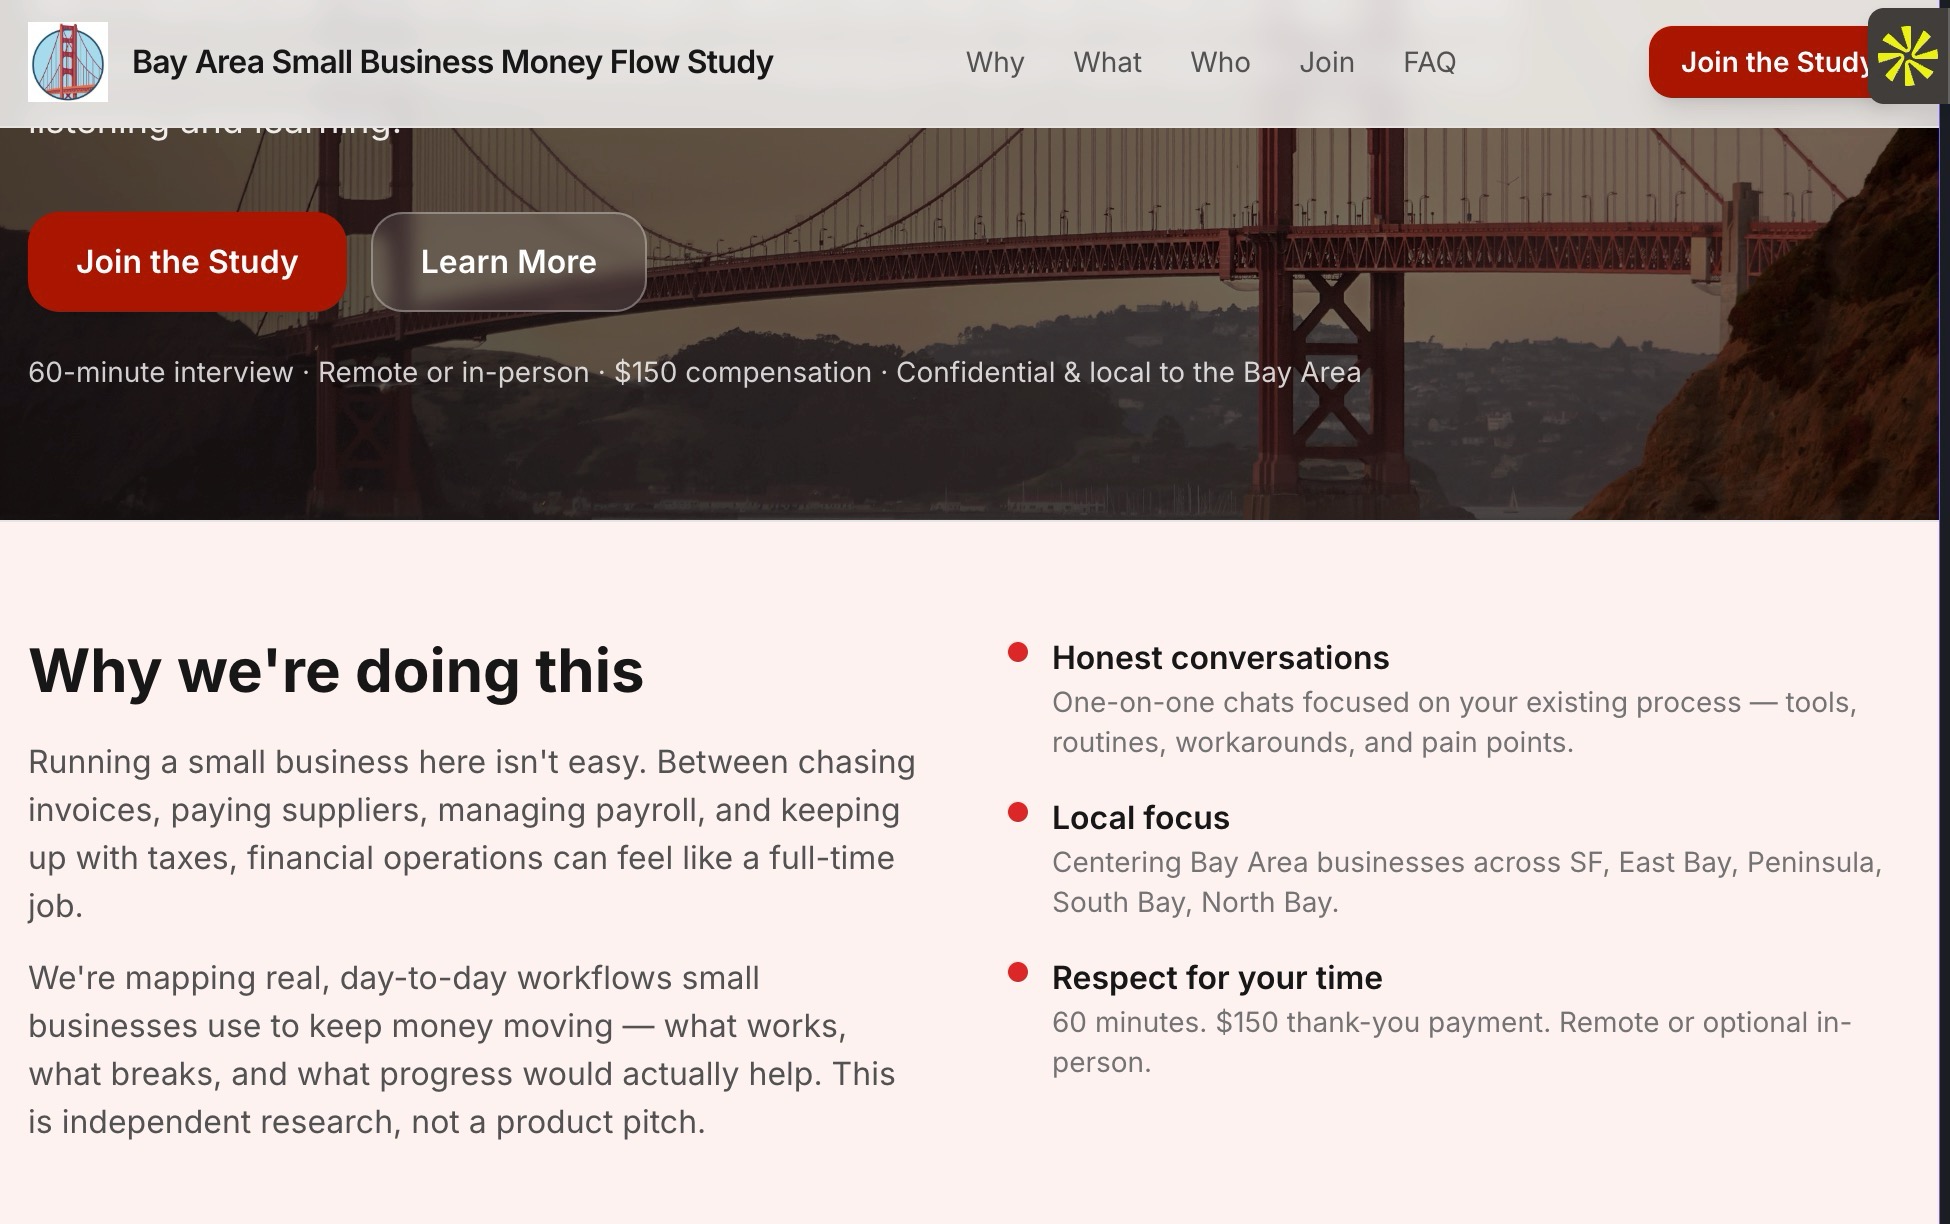 Bay Area Small Business Money Flow Study
Why
What
Who
Join
FAQ
Join the Study
listening and learning.
Join the Study
Learn More
60-minute interview · Remote or in-person · $150 compensation · Confidential & local to the Bay Area
Why we're doing this
Running a small business here isn't easy. Between chasing
invoices, paying suppliers, managing payroll, and keeping
up with taxes, financial operations can feel like a full-time
job.
We're mapping real, day-to-day workflows small
businesses use to keep money moving — what works,
what breaks, and what progress would actually help. This
is independent research, not a product pitch.
Honest conversations
One-on-one chats focused on your existing process — tools,
routines, workarounds, and pain points.
Local focus
Centering Bay Area businesses across SF, East Bay, Peninsula,
South Bay, North Bay.
Respect for your time
60 minutes. $150 thank-you payment. Remote or optional in-
person.